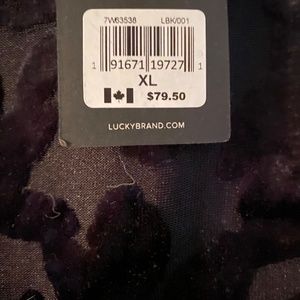 7W63538 LBK/001
1 91671 19727 1
XL
$79.50
LUCKYBRAND.COM